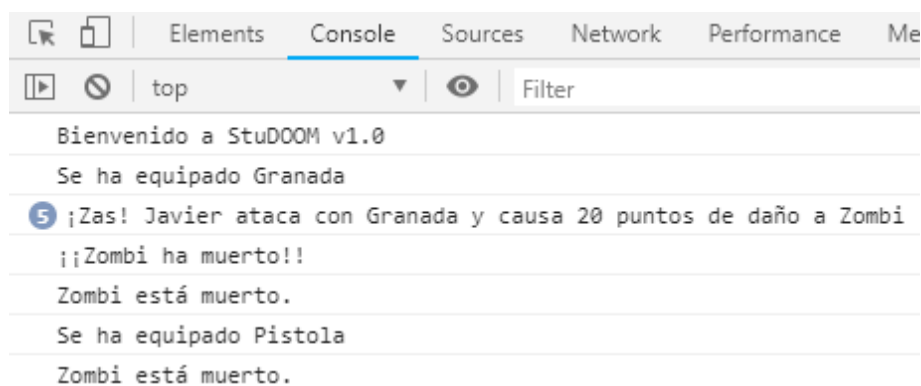 Elements Console Sources Network Performance Me
top Filter
Bienvenido a StuDOOM v1.0
Se ha equipado Granada
5 ¡Zas! Javier ataca con Granada y causa 20 puntos de daño a Zombi
¡¡Zombi ha muerto!!
Zombi está muerto.
Se ha equipado Pistola
Zombi está muerto.